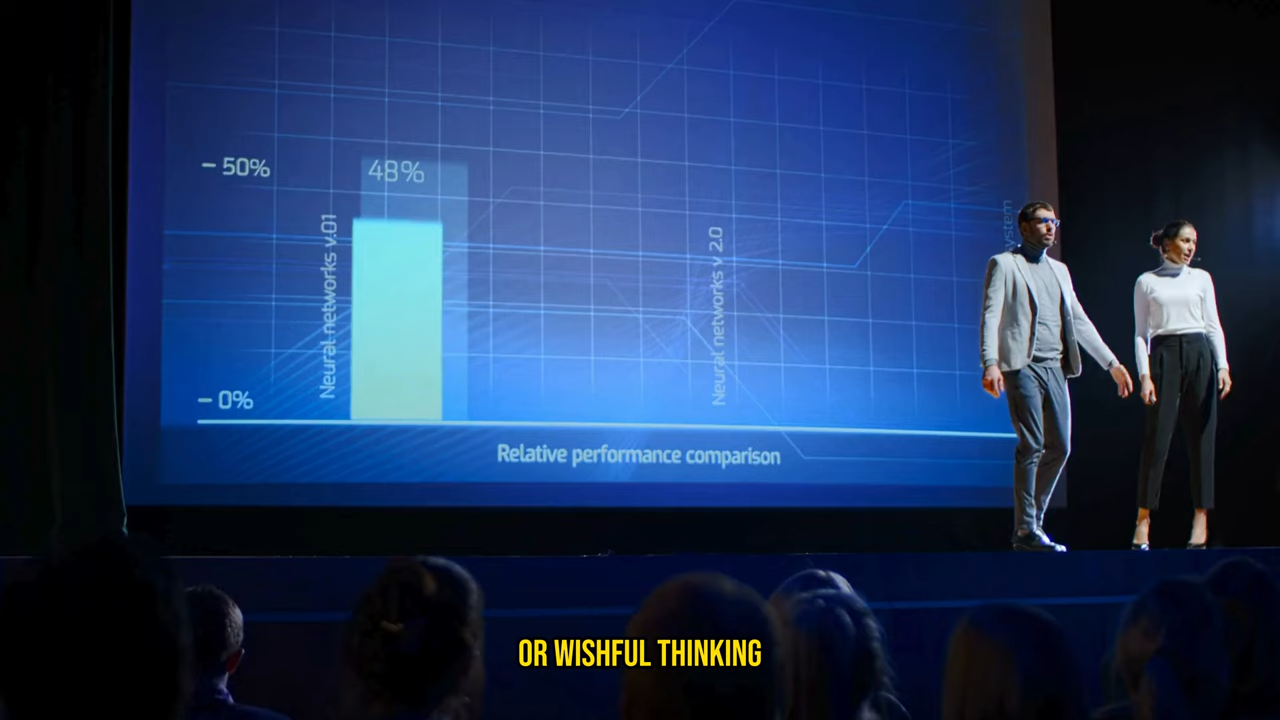 – 50%
48%
Neural networks v.01
Neural networks v 2.0
– 0%
Relative performance comparison
OR WISHFUL THINKING